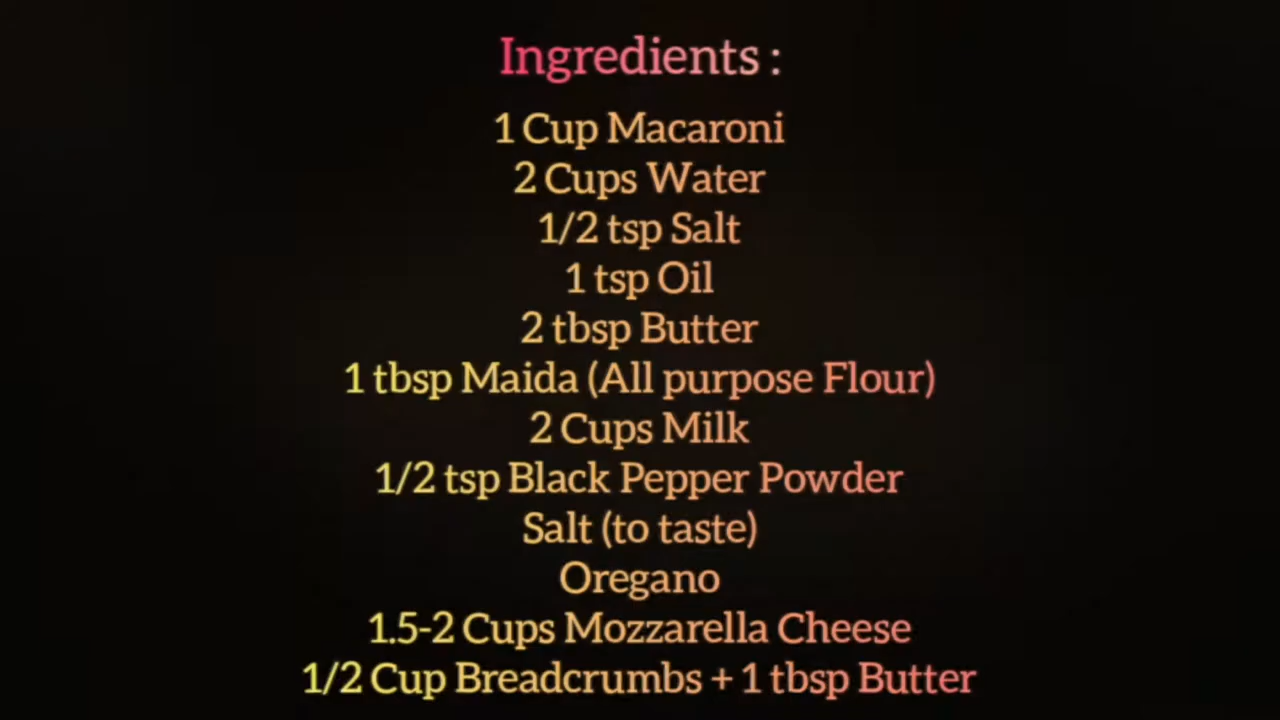 Ingredients :
1 Cup Macaroni
2 Cups Water
1/2 tsp Salt
1 tsp Oil
2 tbsp Butter
1 tbsp Maida (All purpose Flour)
2 Cups Milk
1/2 tsp Black Pepper Powder
Salt (to taste)
Oregano
1.5-2 Cups Mozzarella Cheese
1/2 Cup Breadcrumbs + 1 tbsp Butter